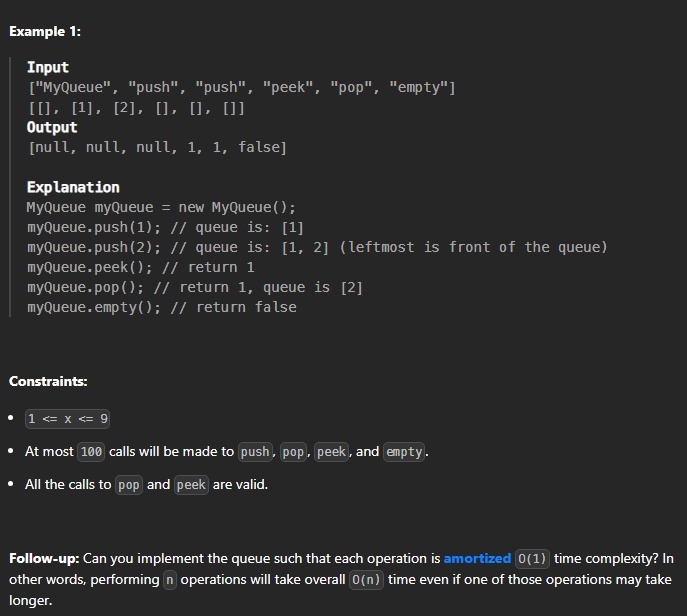 Example 1:
Input
["MyQueue", "push", "push", "peek", "pop", "empty"]
[[], [1], [2], [], [], []]
Output
[null, null, null, 1, 1, false]
Explanation
MyQueue myQueue = new MyQueue();
myQueue.push(1); // queue is: [1]
myQueue.push(2); // queue is: [1, 2] (leftmost is front of the queue)
myQueue.peek(); // return 1
myQueue.pop(); // return 1, queue is [2]
myQueue.empty(); // return false
Constraints:
• 1 <= x <= 9
• At most 100 calls will be made to push, pop, peek, and empty.
• All the calls to pop and peek are valid.
Follow-up: Can you implement the queue such that each operation is amortized O(1) time complexity? In
other words, performing n operations will take overall O(n) time even if one of those operations may take
longer.